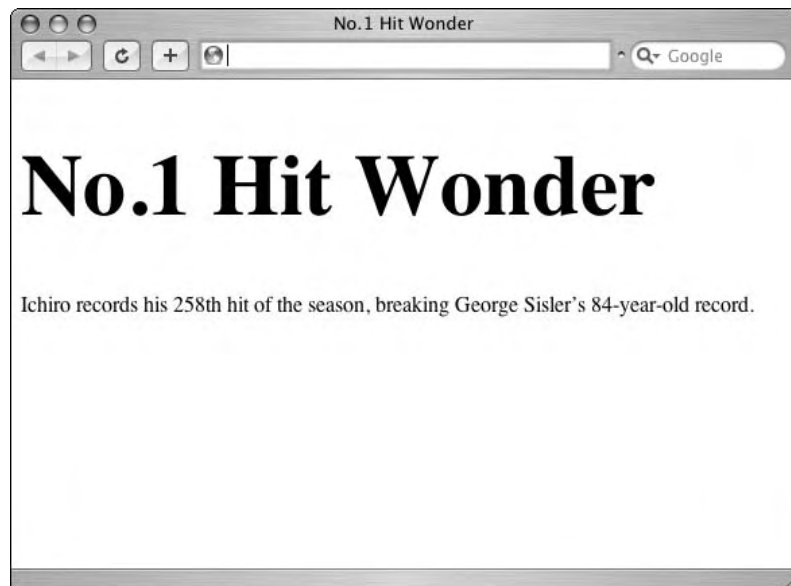 No.1 Hit Wonder
Google
No.1 Hit Wonder
Ichiro records his 258th hit of the season, breaking George Sisler’s 84-year-old record.